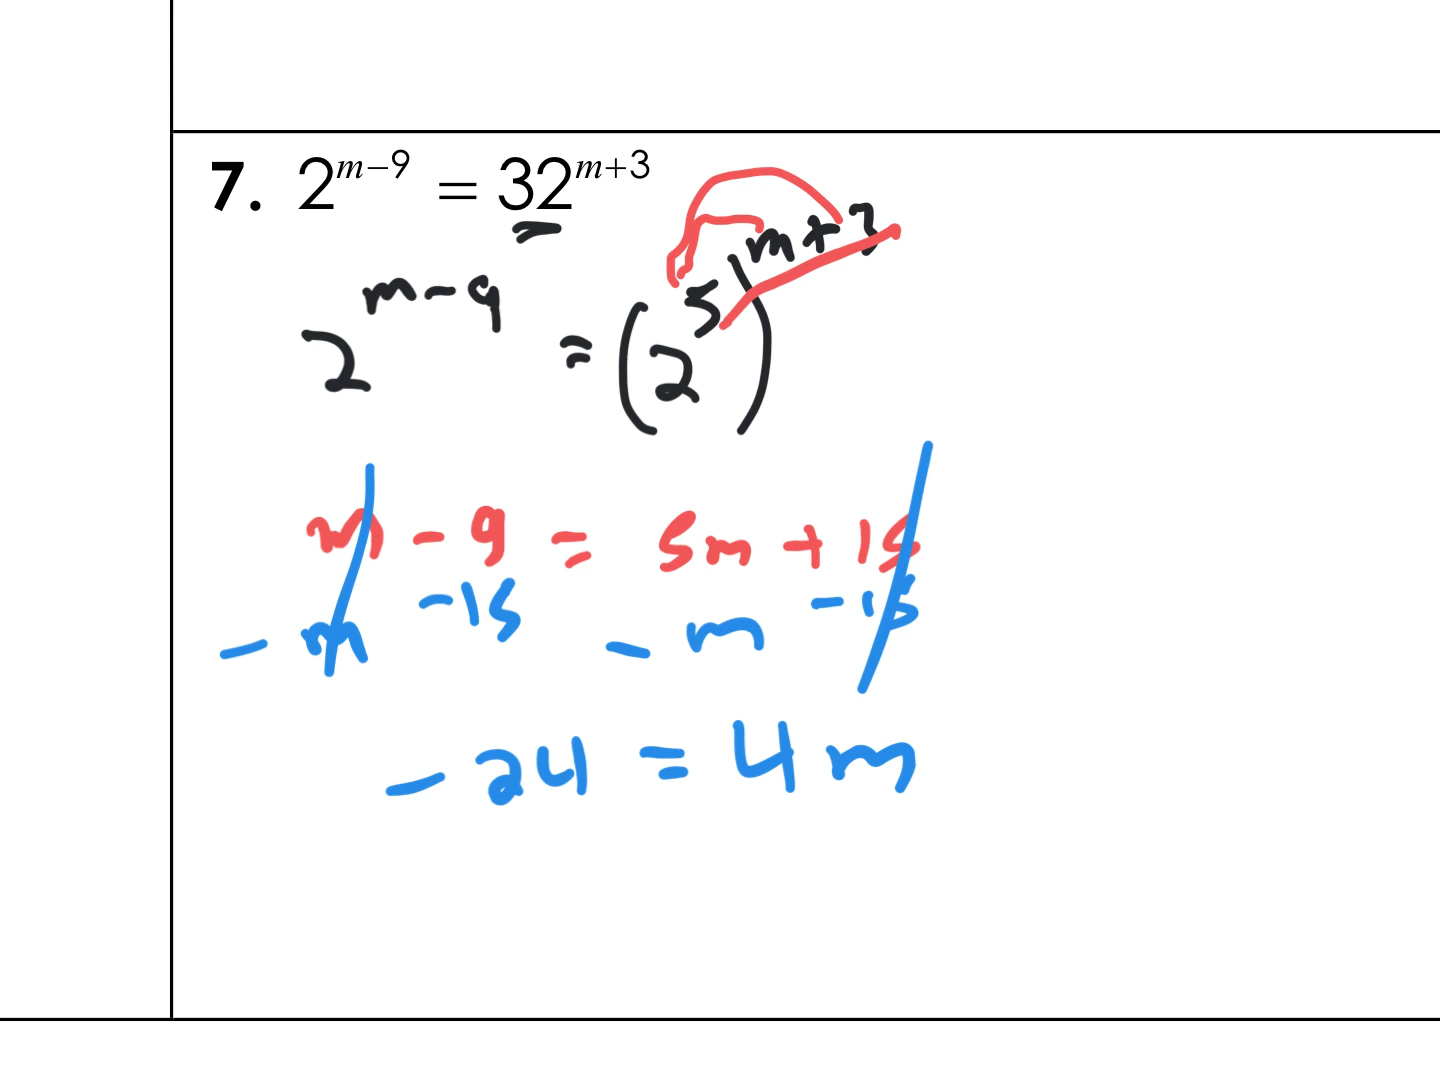 7. 2^{m−9} = 32^{m+3}
2^{m-9} = (2^5)^{m+3}
m - 9 = 5m + 15
- m -15 - m -15
- 24 = 4m